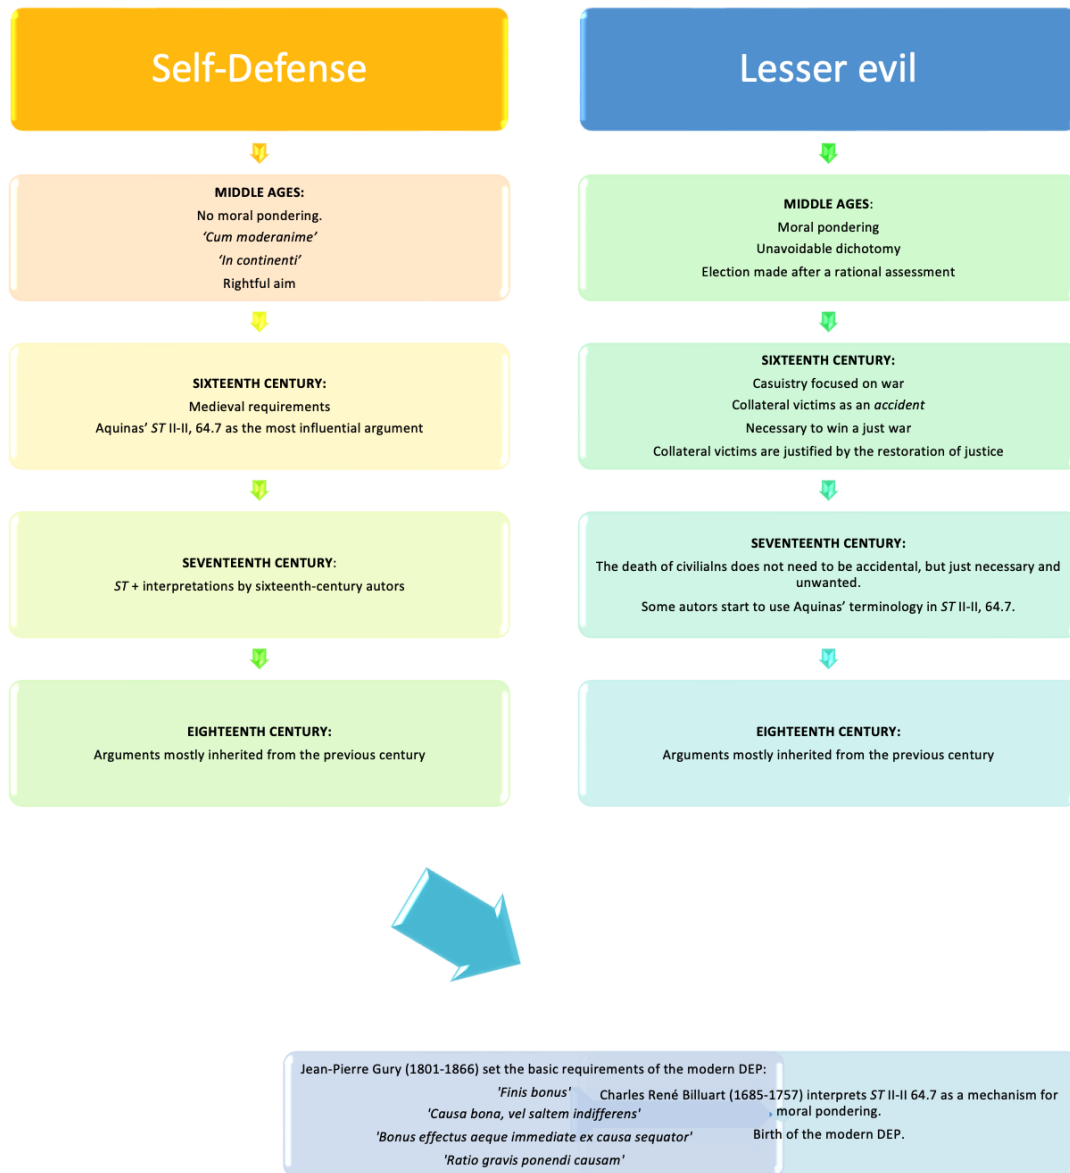 Self-Defense
MIDDLE AGES:
No moral pondering.
‘Cum moderanime’
‘In continenti’
Rightful aim
SIXTEENTH CENTURY:
Medieval requirements
Aquinas’ ST II-II, 64.7 as the most influential argument
SEVENTEENTH CENTURY:
ST + interpretations by sixteenth-century autors
EIGHTEENTH CENTURY:
Arguments mostly inherited from the previous century
Lesser evil
MIDDLE AGES:
Moral pondering
Unavoidable dichotomy
Election made after a rational assessment
SIXTEENTH CENTURY:
Casuistry focused on war
Collateral victims as an accident
Necessary to win a just war
Collateral victims are justified by the restoration of justice
SEVENTEENTH CENTURY:
The death of civilialns does not need to be accidental, but just necessary and
unwanted.
Some autors start to use Aquinas’ terminology in ST II-II, 64.7.
EIGHTEENTH CENTURY:
Arguments mostly inherited from the previous century
Jean-Pierre Gury (1801-1866) set the basic requirements of the modern DEP:
'Finis bonus'
'Causa bona, vel saltem indifferens'
'Bonus effectus aeque immediate ex causa sequator'
'Ratio gravis ponendi causam'
Charles René Billuart (1685-1757) interprets ST II-II 64.7 as a mechanism for
moral pondering.
Birth of the modern DEP.